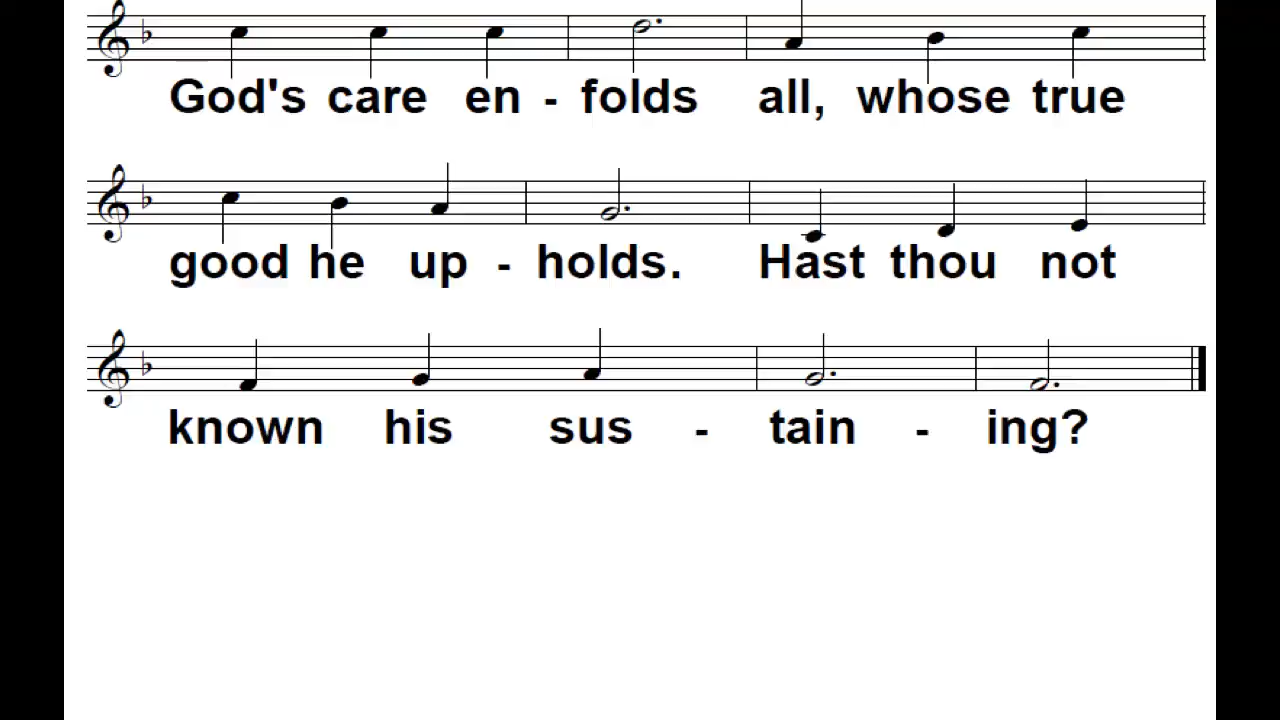 God's care en - folds all, whose true
good he up - holds. Hast thou not
known his sus - tain - ing?